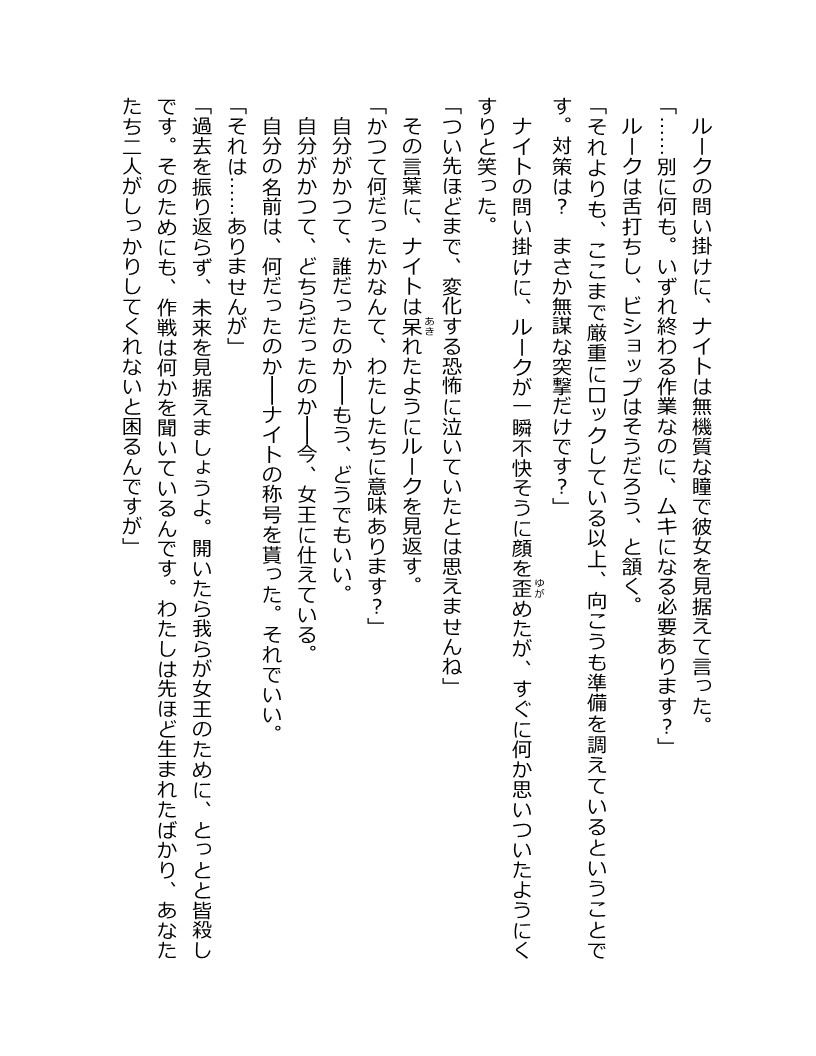 ルークの問い掛けに、ナイトは無機質な瞳で彼女を見据えて言った。
「……別に何も。いずれ終わる作業なのに、ムキになる必要あります？」
ルークは舌打ちし、ビショップはそうだろう、と頷く。
「それよりも、ここまで厳重にロックしている以上、向こうも準備を調えているということで
す。対策は？　まさか無謀な突撃だけです？」
ナイトの問い掛けに、ルークが一瞬不快そうに顔を歪めたが、すぐに何か思いついたようにく
ゆが
すりと笑った。
「つい先ほどまで、変化する恐怖に泣いていたとは思えませんね」
その言葉に、ナイトは呆れたようにルークを見返す。
あき
「かつて何だったかなんて、わたしたちに意味あります？」
自分がかつて、誰だったのか――もう、どうでもいい。
自分がかつて、どちらだったのか――今、女王に仕えている。
自分の名前は、何だったのか――ナイトの称号を貰った。それでいい。
「それは……ありませんが」
「過去を振り返らず、未来を見据えましょうよ。開いたら我らが女王のために、とっとと皆殺し
です。そのためにも、作戦は何かを聞いているんです。わたしは先ほど生まれたばかり、あなた
たち二人がしっかりしてくれないと困るんですが」